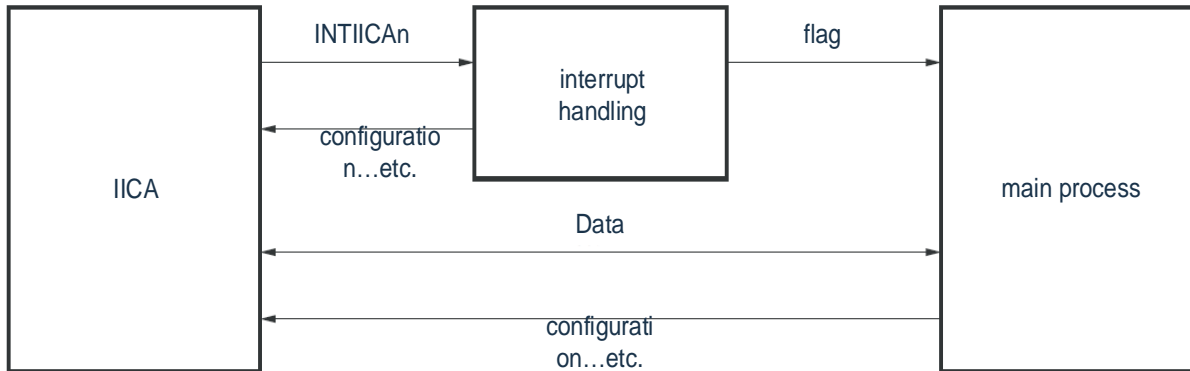 INTIICAn
flag
interrupt
handling
configuratio
n…etc.
IICA
main process
Data
configurati
on…etc.